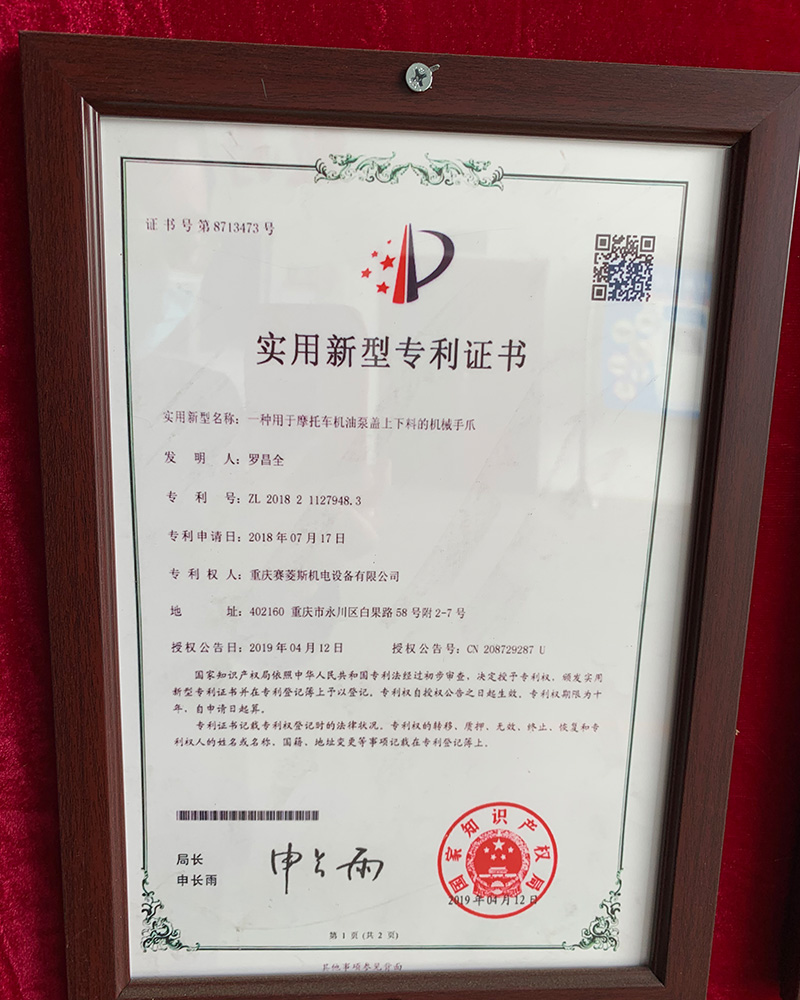 证书号第8713473号
实用新型专利证书
实用新型名称：一种用于摩托车机油泵盖上下料的机械手爪
发明人：罗昌全
专利号：ZL 2018 2 1127948.3
专利申请日：2018年07月17日
专利权人：重庆赛菱斯机电设备有限公司
地址：402160 重庆市永川区白果路58号附2-7号
授权公告日：2019年04月12日 授权公告号：CN 208729287 U
国家知识产权局依照中华人民共和国专利法经过初步审查，决定授予专利权，颁发实用
新型专利证书并在专利登记簿上予以登记。专利权自授权公告之日起生效。专利权期限为十
年，自申请日起算。
专利证书记载专利权登记时的法律状况。专利权的转移、质押、无效、终止、恢复和专
利权人的姓名或名称、国籍、地址变更等事项记载在专利登记簿上。
局长
申长雨
申长雨
国家知识产权局
2019年04月12日
第1页(共2页)
其他事项参见背面